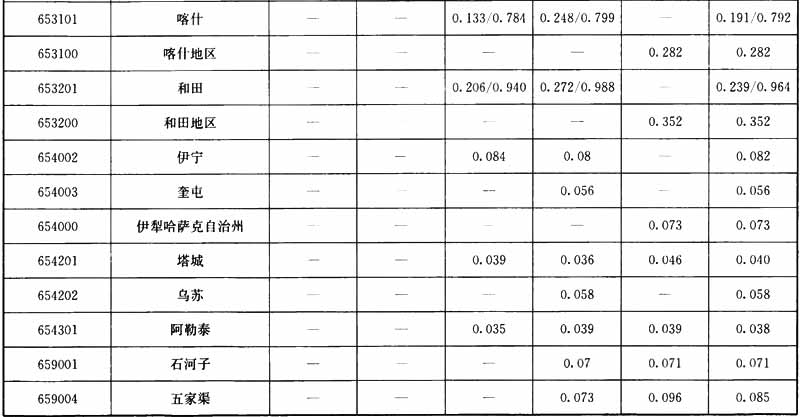 653101 喀什 — — 0.133/0.784 0.248/0.799 — 0.191/0.792
653100 喀什地区 — — — — 0.282 0.282
653201 和田 — — 0.206/0.940 0.272/0.988 — 0.239/0.964
653200 和田地区 — — — — 0.352 0.352
654002 伊宁 — — 0.084 0.08 — 0.082
654003 奎屯 — — — 0.056 — 0.056
654000 伊犁哈萨克自治州 — — — — 0.073 0.073
654201 塔城 — — 0.039 0.036 0.046 0.040
654202 乌苏 — — — 0.058 — 0.058
654301 阿勒泰 — — 0.035 0.039 0.039 0.038
659001 石河子 — — — 0.07 0.071 0.071
659004 五家渠 — — — 0.073 0.096 0.085